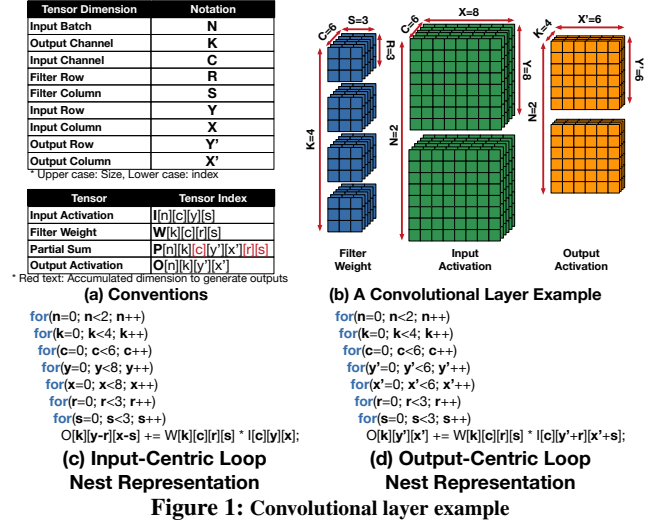 Tensor Dimension Notation
Input Batch N
Output Channel K
Input Channel C
Filter Row R
Filter Column S
Input Row Y
Input Column X
Output Row Y'
Output Column X'
* Upper case: Size, Lower case: index
Tensor Tensor Index
Input Activation I[n][c][y][s]
Filter Weight W[k][c][r][s]
Partial Sum P[n][k][c][y'][x'][r][s]
Output Activation O[n][k][y'][x']
* Red text: Accumulated dimension to generate outputs
(a) Conventions
C=6
S=3
R=3
K=4
C=6
X=8
Y=8
N=2
K=4
X'=6
Y'=6
N=2
Filter
Weight
Input
Activation
Output
Activation
(b) A Convolutional Layer Example
for(n=0; n<2; n++)
for(k=0; k<4; k++)
for(c=0; c<6; c++)
for(y=0; y<8; y++)
for(x=0; x<8; x++)
for(r=0; r<3; r++)
for(s=0; s<3; s++)
O[k][y-r][x-s] += W[k][c][r][s] * I[c][y][x];
(c) Input-Centric Loop
Nest Representation
for(n=0; n<2; n++)
for(k=0; k<4; k++)
for(c=0; c<6; c++)
for(y'=0; y'<6; y'++)
for(x'=0; x'<6; x'++)
for(r=0; r<3; r++)
for(s=0; s<3; s++)
O[k][y'][x'] += W[k][c][r][s] * I[c][y'+r][x'+s];
(d) Output-Centric Loop
Nest Representation
Figure 1: Convolutional layer example